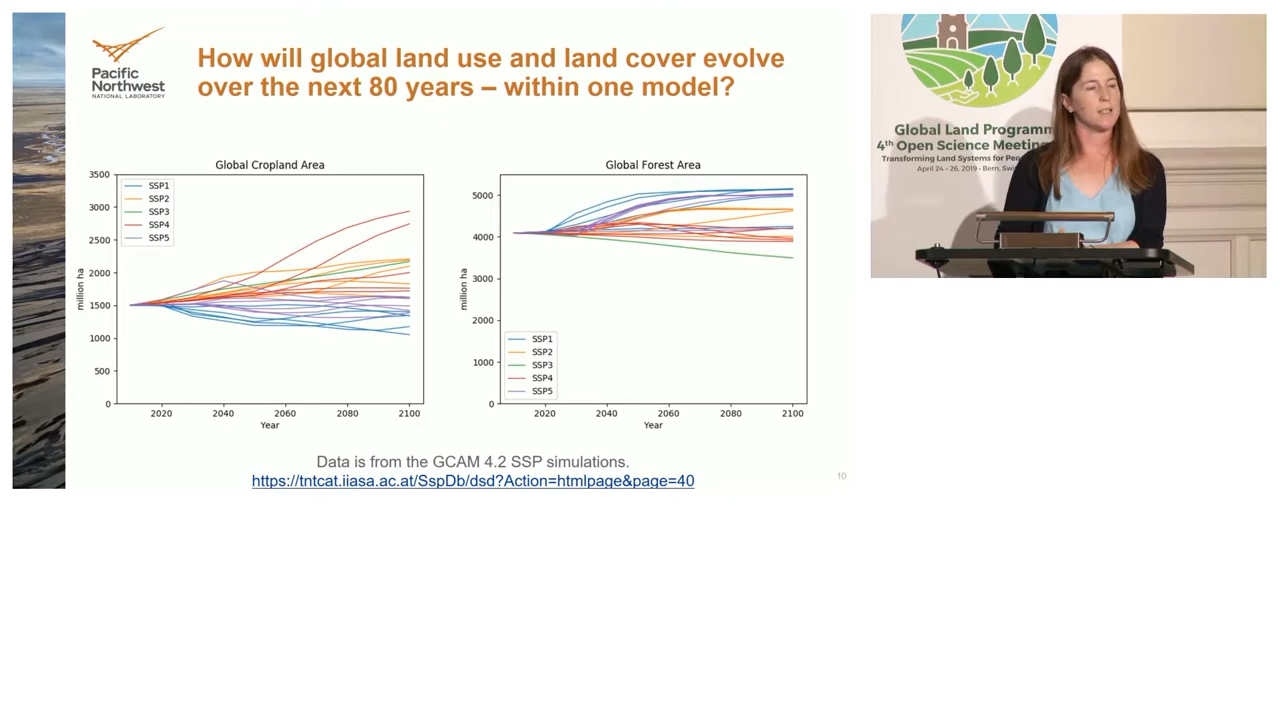 Pacific
Northwest
NATIONAL LABORATORY
How will global land use and land cover evolve
over the next 80 years – within one model?
Global Cropland Area
3500
3000
2500
2000
1500
1000
500
0
million ha
SSP1
SSP2
SSP3
SSP4
SSP5
2020 2040 2060 2080 2100
Year
Global Forest Area
5000
4000
3000
2000
1000
0
million ha
SSP1
SSP2
SSP3
SSP4
SSP5
2020 2040 2060 2080 2100
Year
Data is from the GCAM 4.2 SSP simulations.
https://tntcat.iiasa.ac.at/SspDb/dsd?Action=htmlpage&page=40
10
Global Land Programm
4th Open Science Meeting
Transforming Land Systems for
April 24 - 26, 2019 - Bern,